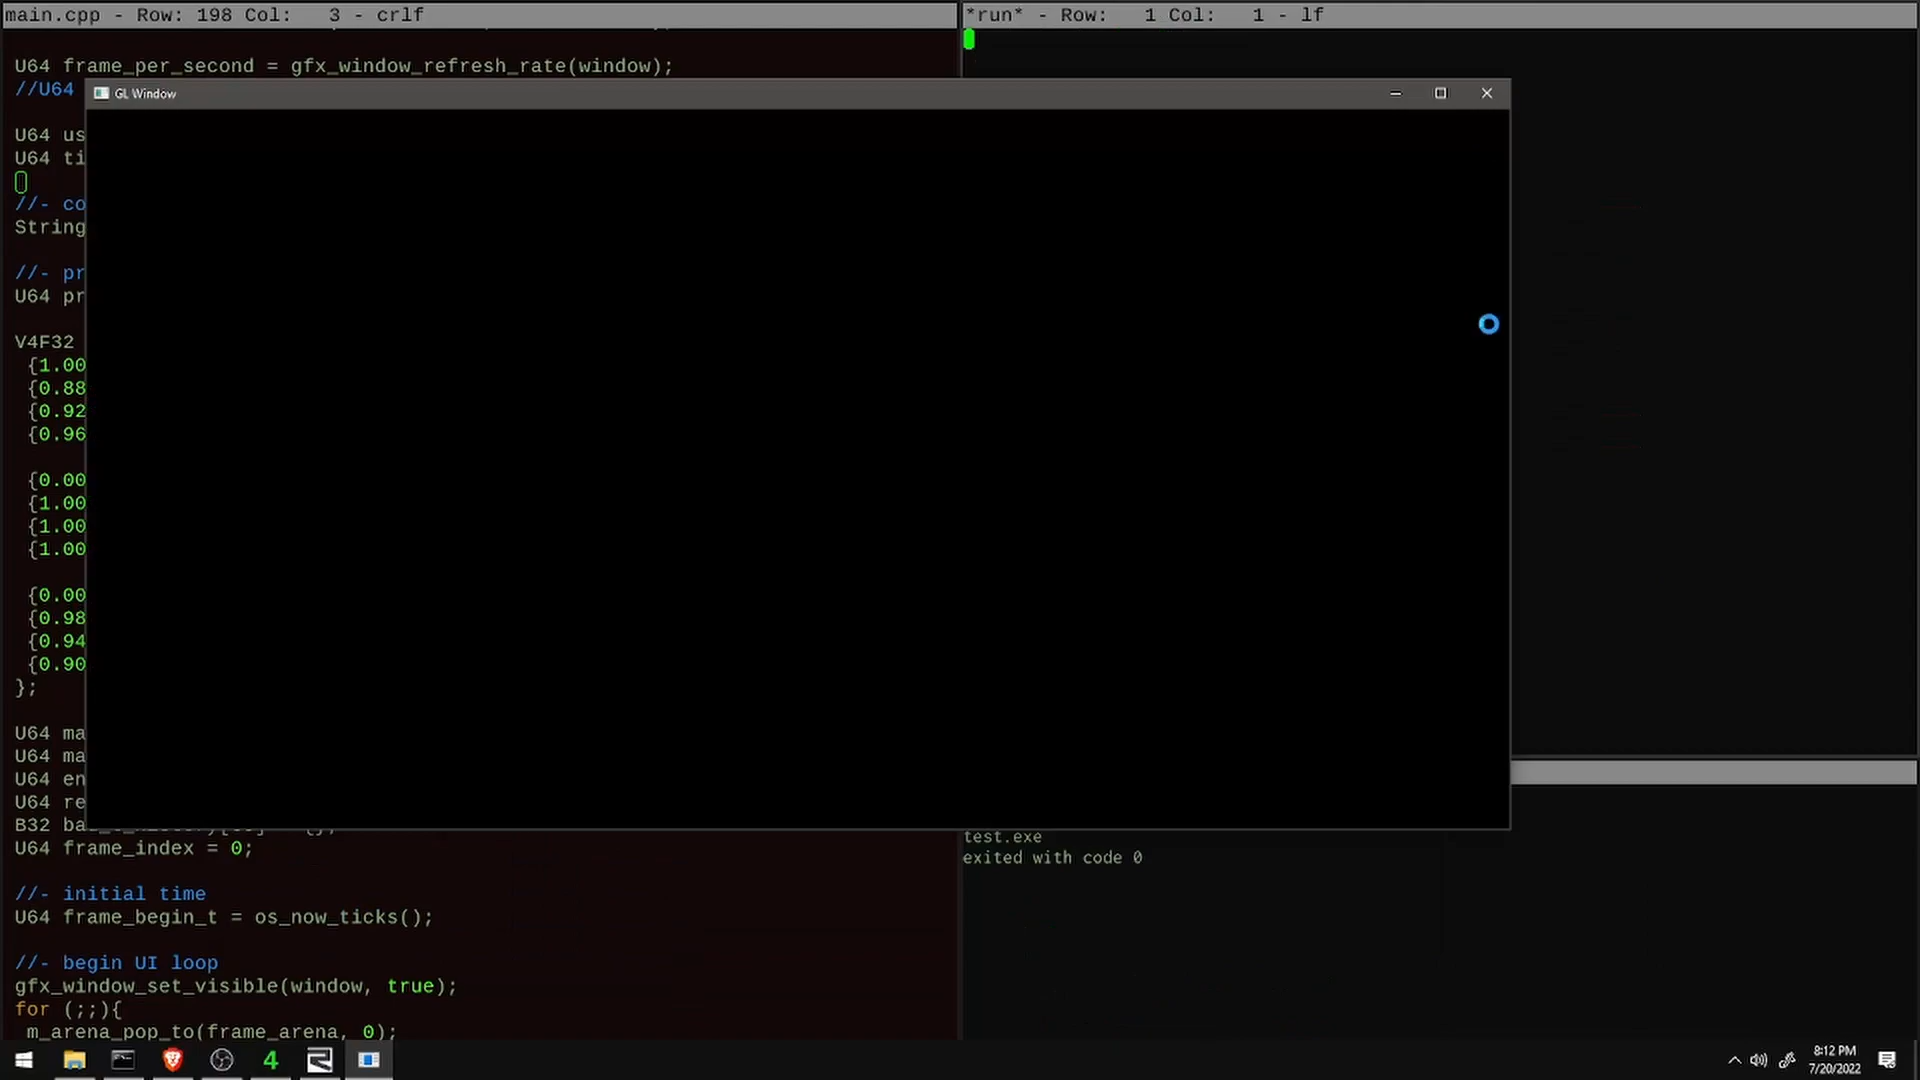 main.cpp - Row: 198 Col: 3 - crlf
U64 frame_per_second = gfx_window_refresh_rate(window);
//U64
U64 us
U64 ti
//- co
String
//- pr
U64 pr
V4F32
{1.00
{0.88
{0.92
{0.96
{0.00
{1.00
{1.00
{1.00
{0.00
{0.98
{0.94
{0.90
};
U64 ma
U64 ma
U64 en
U64 re
B32
U64 frame_index = 0;
//- initial time
U64 frame_begin_t = os_now_ticks();
//- begin UI loop
gfx_window_set_visible(window, true);
for (;;){
m_arena_pop_to(frame_arena, 0);
GL Window
*run* - Row: 1 Col: 1 - lf
test.exe
exited with code 0
4
8:12 PM
7/20/2022